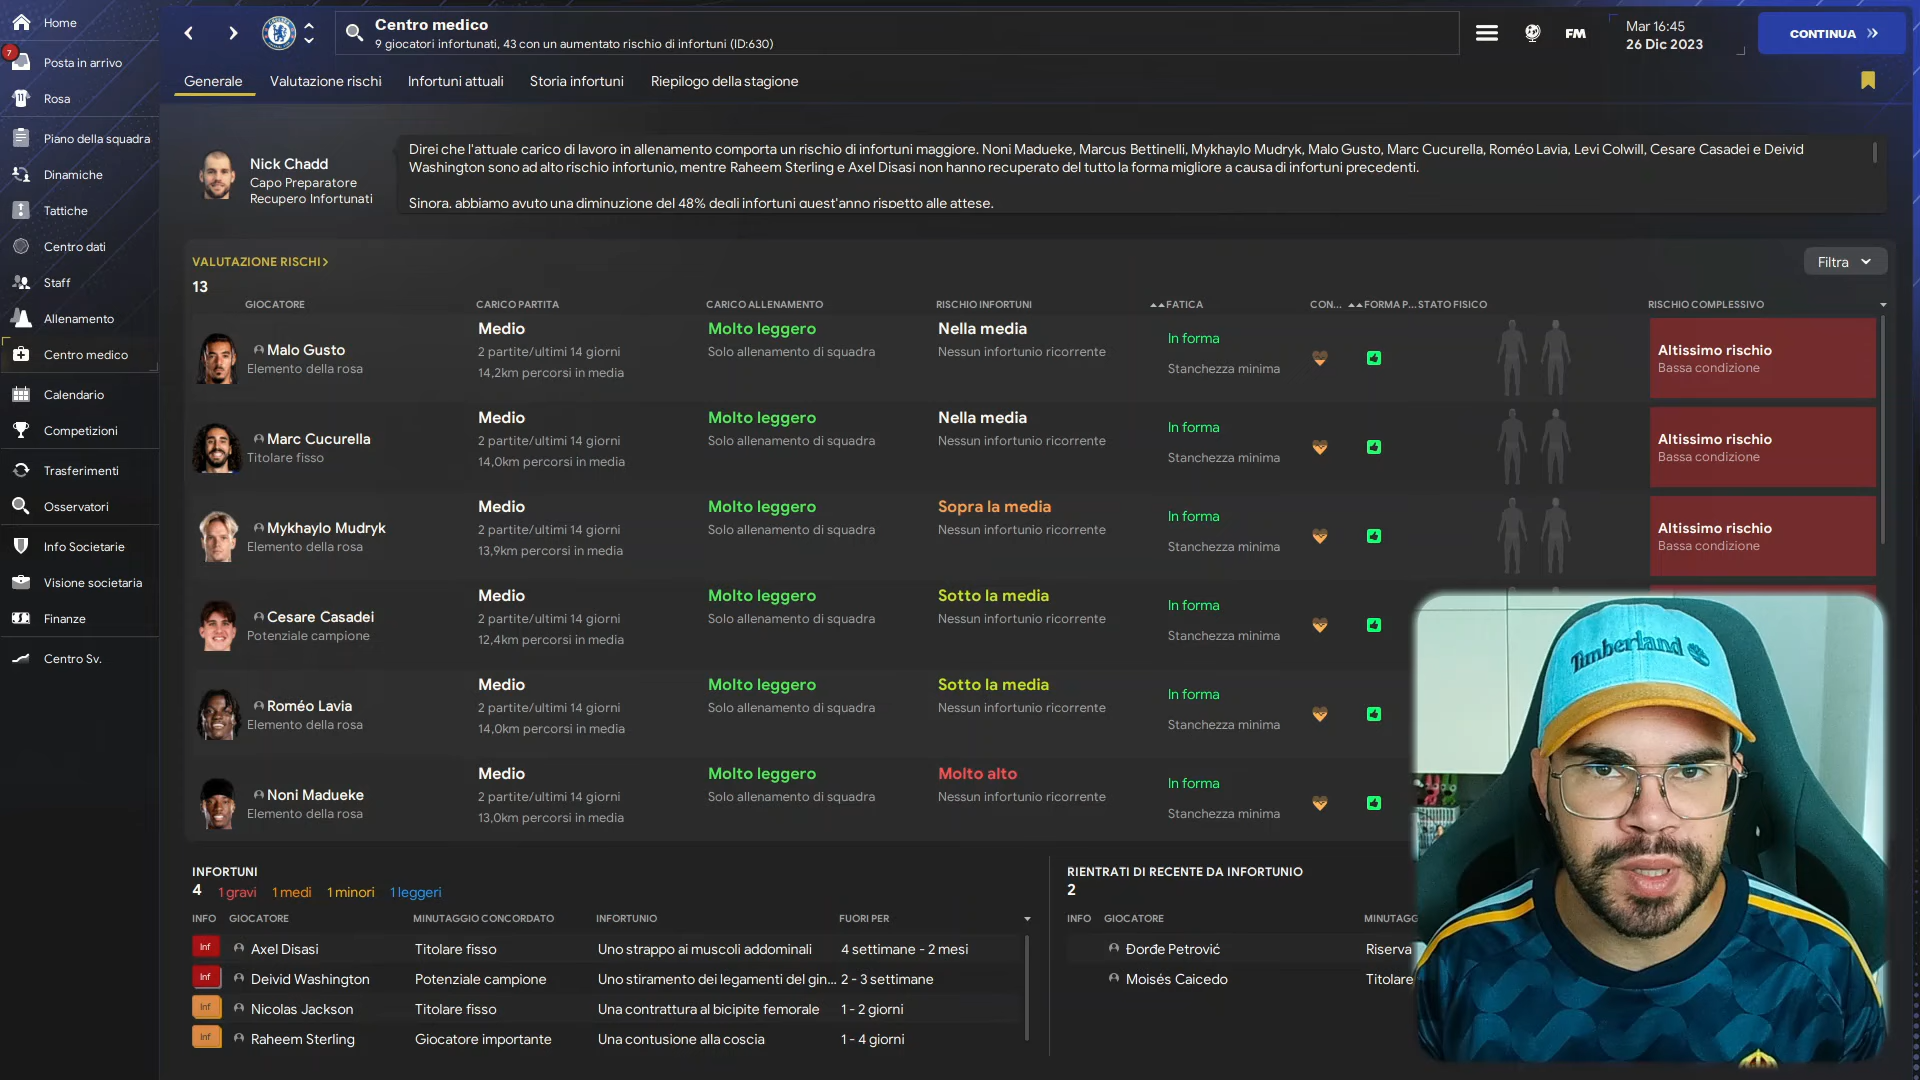 Home
7
Posta in arrivo
Rosa
Piano della squadra
Dinamiche
Tattiche
Centro dati
Staff
Allenamento
Centro medico
Calendario
Competizioni
Trasferimenti
Osservatori
Info Societarie
Visione societaria
Finanze
Centro Sv.
Centro medico
9 giocatori infortunati, 43 con un aumentato rischio di infortuni (ID:630)
FM
Mar 16:45
26 Dic 2023
CONTINUA
Generale
Valutazione rischi
Infortuni attuali
Storia infortuni
Riepilogo della stagione
Nick Chadd
Capo Preparatore
Recupero Infortunati
Direi che l'attuale carico di lavoro in allenamento comporta un rischio di infortuni maggiore. Noni Madueke, Marcus Bettinelli, Mykhaylo Mudryk, Malo Gusto, Marc Cucurella, Roméo Lavia, Levi Colwill, Cesare Casadei e Deivid
Washington sono ad alto rischio infortunio, mentre Raheem Sterling e Axel Disasi non hanno recuperato del tutto la forma migliore a causa di infortuni precedenti.
Sinora, abbiamo avuto una diminuzione del 48% degli infortuni quest'anno rispetto alle attese.
VALUTAZIONE RISCHI>
13
Filtra
GIOCATORE CARICO PARTITA CARICO ALLENAMENTO RISCHIO INFORTUNI FATICA CON... FORMA P... STATO FISICO RISCHIO COMPLESSIVO
Malo Gusto
Elemento della rosa
Medio
2 partite/ultimi 14 giorni
14,2km percorsi in media
Molto leggero
Solo allenamento di squadra
Nella media
Nessun infortunio ricorrente
In forma
Stanchezza minima
Altissimo rischio
Bassa condizione
Marc Cucurella
Titolare fisso
Medio
2 partite/ultimi 14 giorni
14,0km percorsi in media
Molto leggero
Solo allenamento di squadra
Nella media
Nessun infortunio ricorrente
In forma
Stanchezza minima
Altissimo rischio
Bassa condizione
Mykhaylo Mudryk
Elemento della rosa
Medio
2 partite/ultimi 14 giorni
13,9km percorsi in media
Molto leggero
Solo allenamento di squadra
Sopra la media
Nessun infortunio ricorrente
In forma
Stanchezza minima
Altissimo rischio
Bassa condizione
Cesare Casadei
Potenziale campione
Medio
2 partite/ultimi 14 giorni
12,4km percorsi in media
Molto leggero
Solo allenamento di squadra
Sotto la media
Nessun infortunio ricorrente
In forma
Stanchezza minima
Roméo Lavia
Elemento della rosa
Medio
2 partite/ultimi 14 giorni
14,0km percorsi in media
Molto leggero
Solo allenamento di squadra
Sotto la media
Nessun infortunio ricorrente
In forma
Stanchezza minima
Noni Madueke
Elemento della rosa
Medio
2 partite/ultimi 14 giorni
13,0km percorsi in media
Molto leggero
Solo allenamento di squadra
Molto alto
Nessun infortunio ricorrente
In forma
Stanchezza minima
Timberland
INFORTUNI
4 1 gravi 1 medi 1 minori 1 leggeri
INFO GIOCATORE MINUTAGGIO CONCORDATO INFORTUNIO FUORI PER
Inf Axel Disasi Titolare fisso Uno strappo ai muscoli addominali 4 settimane - 2 mesi
Inf Deivid Washington Potenziale campione Uno stiramento dei legamenti del gin... 2 - 3 settimane
Inf Nicolas Jackson Titolare fisso Una contrattura al bicipite femorale 1 - 2 giorni
Inf Raheem Sterling Giocatore importante Una contusione alla coscia 1 - 4 giorni
RIENTRATI DI RECENTE DA INFORTUNIO
2
INFO GIOCATORE MINUTAGG
Đorđe Petrović Riserva
Moisés Caicedo Titolare